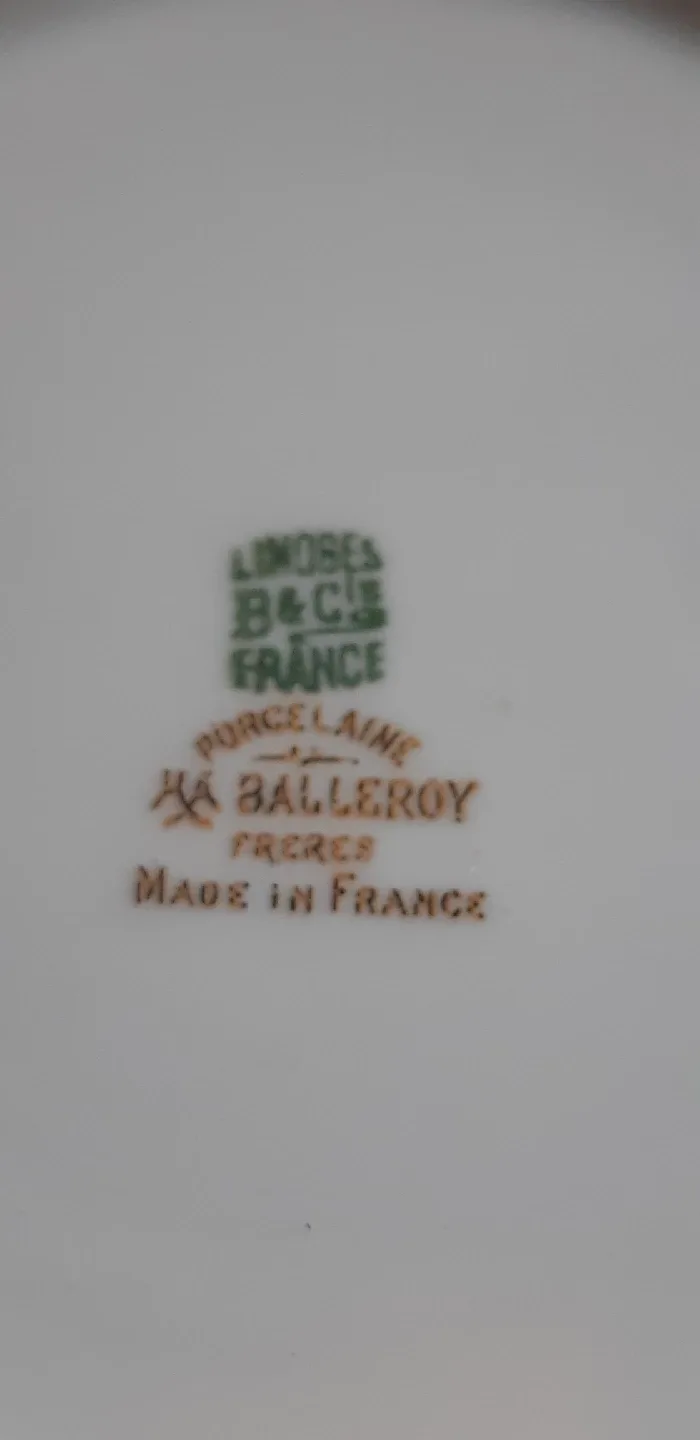 LIMOGES
B & Cie
FRANCE
PORCELAINE
HA BALLEROY
FRERES
MADE IN FRANCE